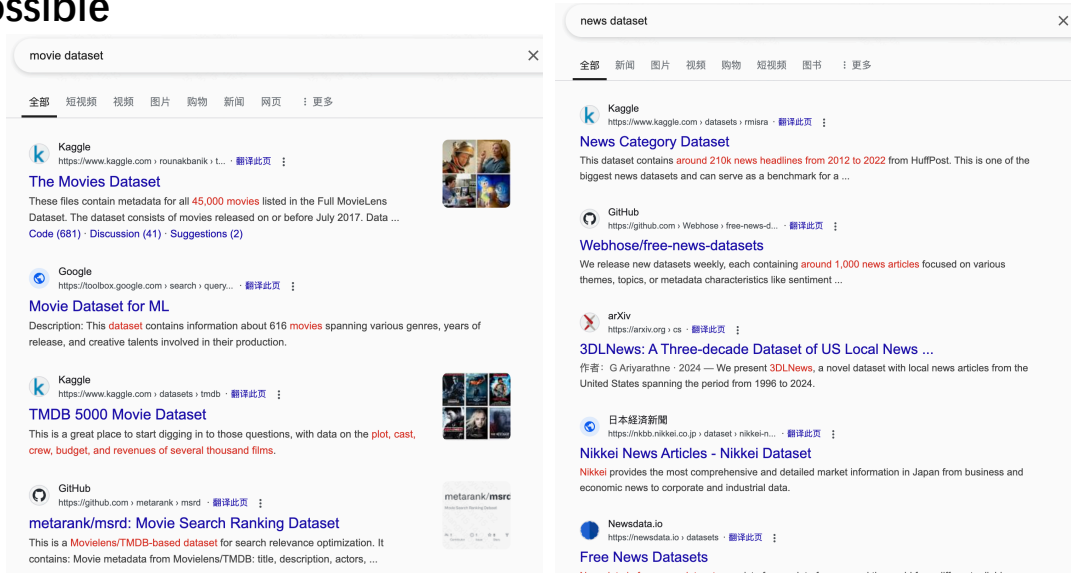 movie dataset
全部 短视频 视频 图片 购物 新闻 网页 ⋮ 更多
Kaggle
https://www.kaggle.com › rounakbanik › t... · 翻译此页
The Movies Dataset
These files contain metadata for all 45,000 movies listed in the Full MovieLens
Dataset. The dataset consists of movies released on or before July 2017. Data ...
Code (681) · Discussion (41) · Suggestions (2)
Google
https://toolbox.google.com › search › query... · 翻译此页
Movie Dataset for ML
Description: This dataset contains information about 616 movies spanning various genres, years of
release, and creative talents involved in their production.
Kaggle
https://www.kaggle.com › datasets › tmdb · 翻译此页
TMDB 5000 Movie Dataset
This is a great place to start digging in to those questions, with data on the plot, cast,
crew, budget, and revenues of several thousand films.
GitHub
https://github.com › metarank › msrd · 翻译此页
metarank/msrd: Movie Search Ranking Dataset
This is a Movielens/TMDB-based dataset for search relevance optimization. It
contains: Movie metadata from Movielens/TMDB: title, description, actors, ...
metarank/msrd
Movie Search Ranking Dataset
news dataset
全部 新闻 图片 视频 购物 短视频 图书 ⋮ 更多
Kaggle
https://www.kaggle.com › datasets › rmisra · 翻译此页
News Category Dataset
This dataset contains around 210k news headlines from 2012 to 2022 from HuffPost. This is one of the
biggest news datasets and can serve as a benchmark for a ...
GitHub
https://github.com › Webhose › free-news-d... · 翻译此页
Webhose/free-news-datasets
We release new datasets weekly, each containing around 1,000 news articles focused on various
themes, topics, or metadata characteristics like sentiment ...
arXiv
https://arxiv.org › cs · 翻译此页
3DLNews: A Three-decade Dataset of US Local News ...
作者：G Ariyarathne · 2024 — We present 3DLNews, a novel dataset with local news articles from the
United States spanning the period from 1996 to 2024.
日本経済新聞
https://nkbb.nikkei.co.jp › dataset › nikkei-n... · 翻译此页
Nikkei News Articles - Nikkei Dataset
Nikkei provides the most comprehensive and detailed market information in Japan from business and
economic news to corporate and industrial data.
Newsdata.io
https://newsdata.io › datasets · 翻译此页
Free News Datasets